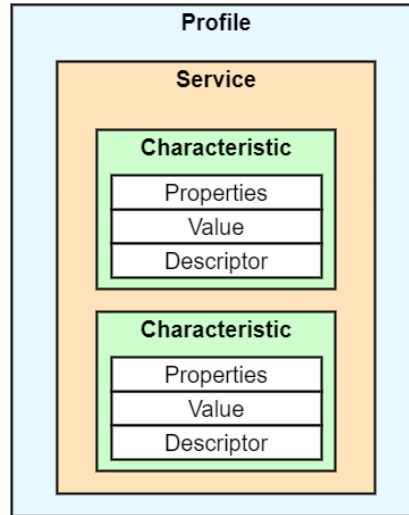 Profile
Service
Characteristic
Properties
Value
Descriptor
Characteristic
Properties
Value
Descriptor